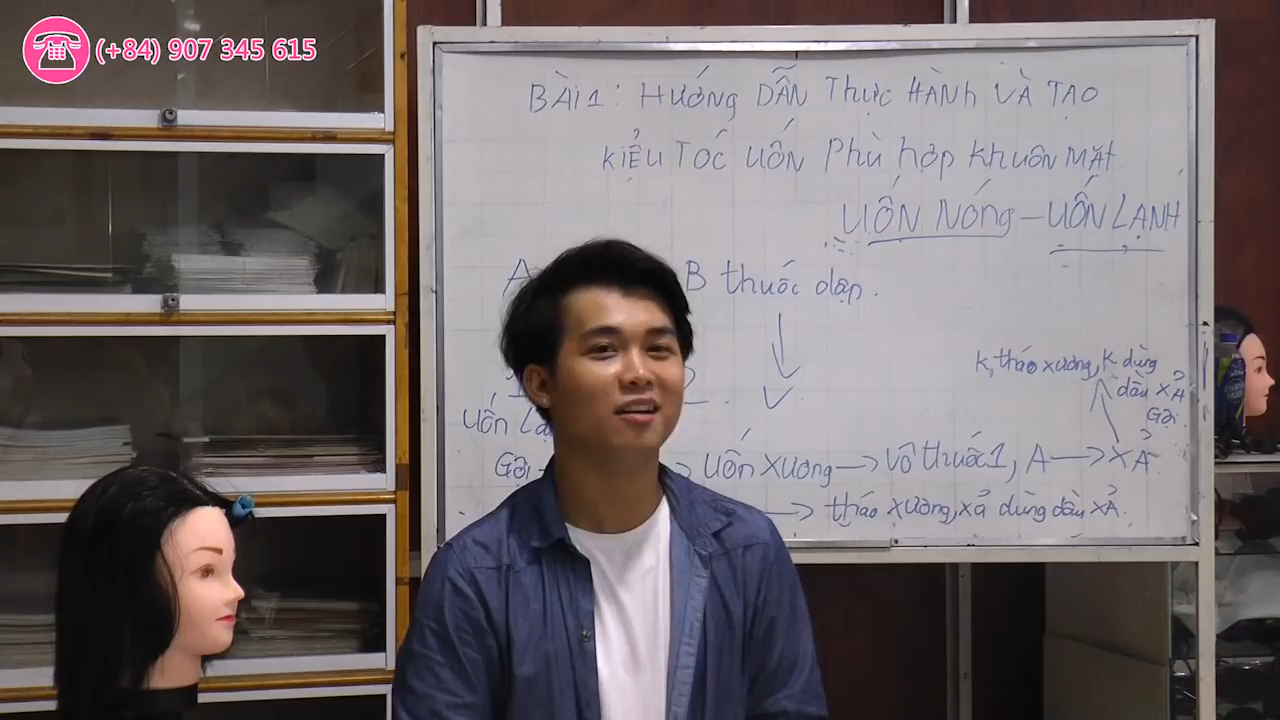 (+84) 907 345 615
BÀI 1: HƯỚNG DẪN THỰC HÀNH VÀ TẠO
KIỂU TÓC UỐN PHÙ HỢP KHUÔN MẶT
UỐN NÓNG – UỐN LẠNH
A B thuốc dập.
2
K, tháo xương, K dùng
dầu XẢ
Gội
Uốn Lạ
Gội → UỐN XƯƠNG → VÔ thuốc 1, A → XẢ
→ tháo xương, xả dùng dầu XẢ.